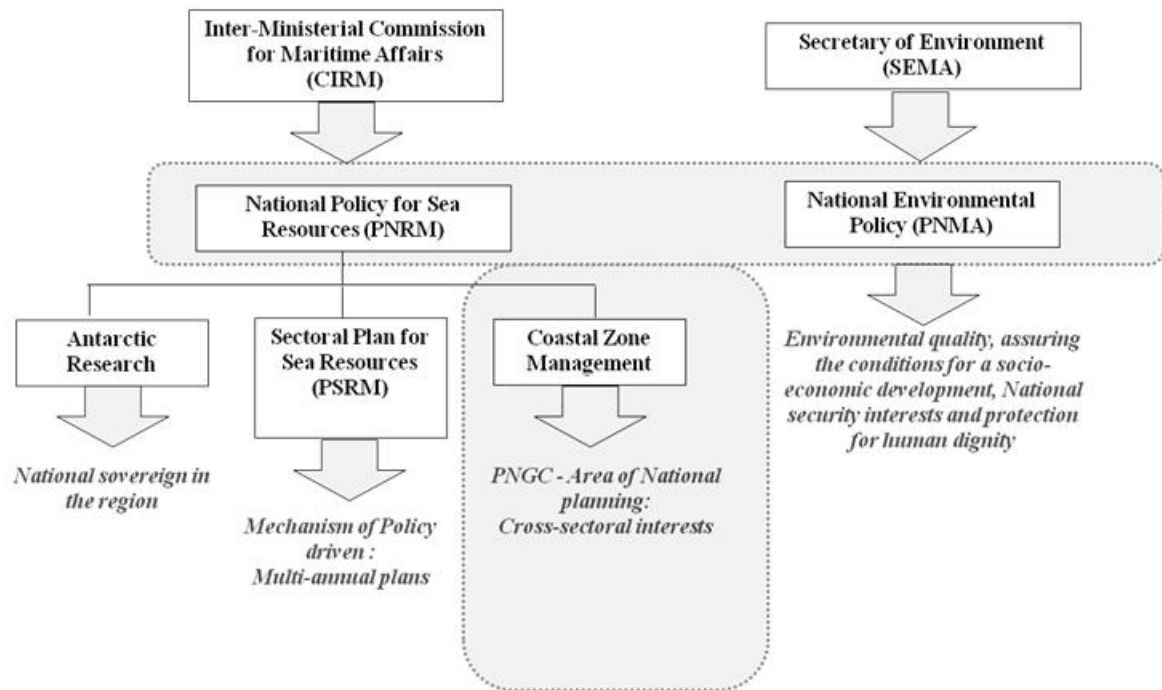 Inter-Ministerial Commission
for Maritime Affairs
(CIRM)
Secretary of Environment
(SEMA)
National Policy for Sea
Resources (PNRM)
National Environmental
Policy (PNMA)
Antarctic
Research
Sectoral Plan for
Sea Resources
(PSRM)
Coastal Zone
Management
Environmental quality, assuring
the conditions for a socio-
economic development, National
security interests and protection
for human dignity
National sovereign in
the region
Mechanism of Policy
driven :
Multi-annual plans
PNGC - Area of National
planning:
Cross-sectoral interests